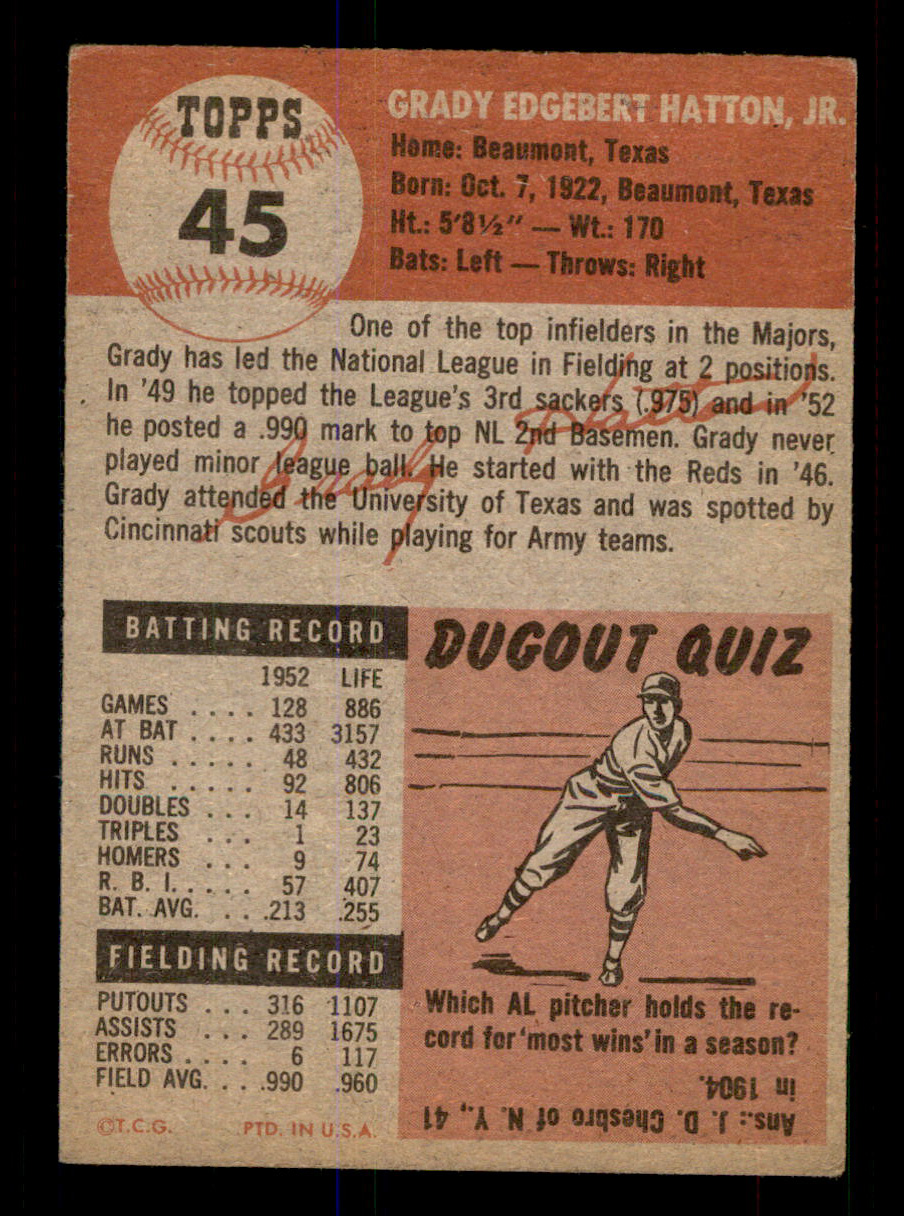 TOPPS
45
GRADY EDGEBERT HATTON, JR.
Home: Beaumont, Texas
Born: Oct. 7, 1922, Beaumont, Texas
Ht.: 5'8½" — Wt.: 170
Bats: Left — Throws: Right
One of the top infielders in the Majors,
Grady has led the National League in Fielding at 2 positions.
In '49 he topped the League's 3rd sackers (.975) and in '52
he posted a .990 mark to top NL 2nd Basemen. Grady never
played minor league ball. He started with the Reds in '46.
Grady attended the University of Texas and was spotted by
Cincinnati scouts while playing for Army teams.
Grady Hatton
BATTING RECORD
1952 LIFE
GAMES .... 128 886
AT BAT .... 433 3157
RUNS ..... 48 432
HITS ..... 92 806
DOUBLES ... 14 137
TRIPLES ... 1 23
HOMERS ... 9 74
R. B. I. .... 57 407
BAT. AVG. ... .213 .255
FIELDING RECORD
PUTOUTS ... 316 1107
ASSISTS ... 289 1675
ERRORS .... 6 117
FIELD AVG. ... .990 .960
©T.C.G. PTD. IN U.S.A.
DUGOUT QUIZ
Which AL pitcher holds the re-
cord for 'most wins' in a season?
Ans.: J. D. Chesbro of N. Y., 41
in 1904.